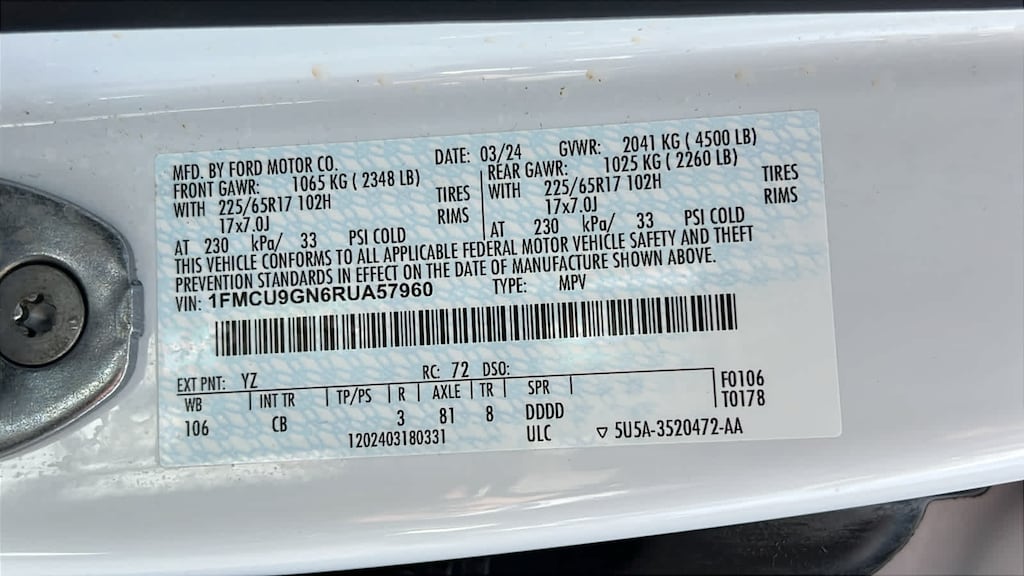 MFD. BY FORD MOTOR CO. DATE: 03/24 GVWR: 2041 KG ( 4500 LB)
FRONT GAWR: 1065 KG ( 2348 LB) REAR GAWR: 1025 KG ( 2260 LB)
WITH 225/65R17 102H TIRES WITH 225/65R17 102H TIRES
17x7.0J RIMS 17x7.0J RIMS
AT 230 kPa/ 33 PSI COLD AT 230 kPa/ 33 PSI COLD
THIS VEHICLE CONFORMS TO ALL APPLICABLE FEDERAL MOTOR VEHICLE SAFETY AND THEFT
PREVENTION STANDARDS IN EFFECT ON THE DATE OF MANUFACTURE SHOWN ABOVE.
VIN: 1FMCU9GN6RUA57960 TYPE: MPV
EXT PNT: YZ RC: 72 DSO:
WB INT TR TP/PS R AXLE TR SPR F0106
106 CB 3 81 8 DDDD T0178
1202403180331 ULC ▽ 5U5A-3520472-AA